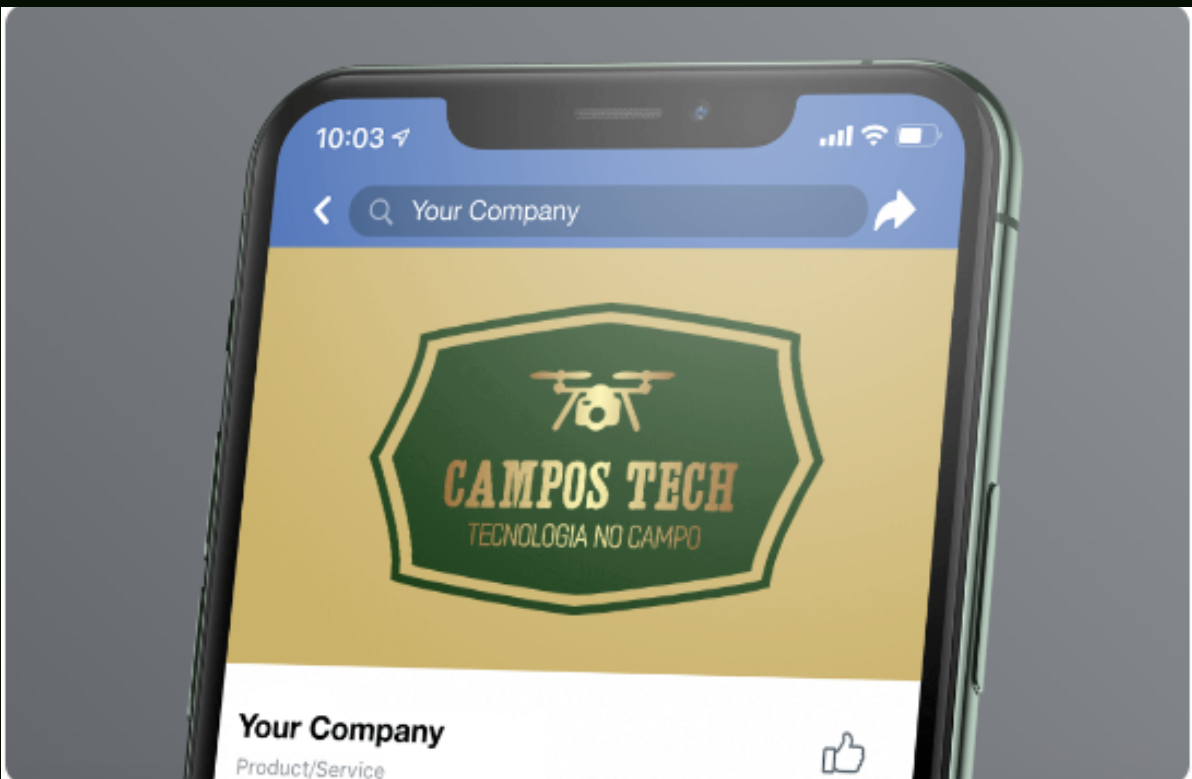 10:03
Your Company
CAMPOS TECH
TECNOLOGIA NO CAMPO
Your Company
Product/Service